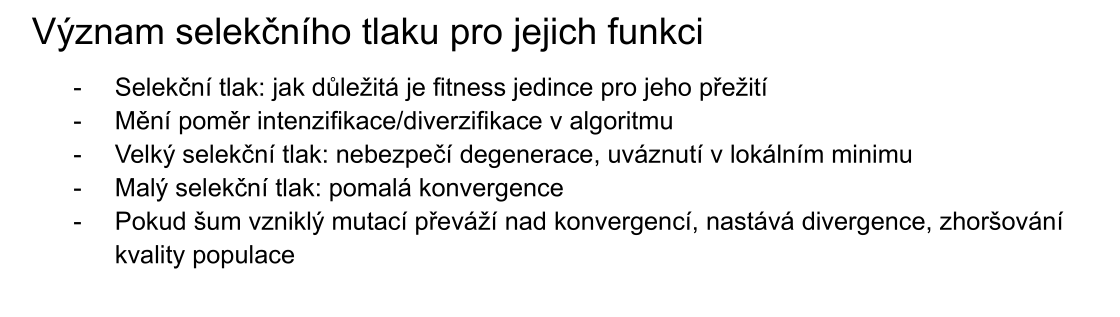 Význam selekčního tlaku pro jejich funkci
- Selekční tlak: jak důležitá je fitness jedince pro jeho přežití
- Mění poměr intenzifikace/diverzifikace v algoritmu
- Velký selekční tlak: nebezpečí degenerace, uváznutí v lokálním minimu
- Malý selekční tlak: pomalá konvergence
- Pokud šum vzniklý mutací převáží nad konvergencí, nastává divergence, zhoršování
kvality populace